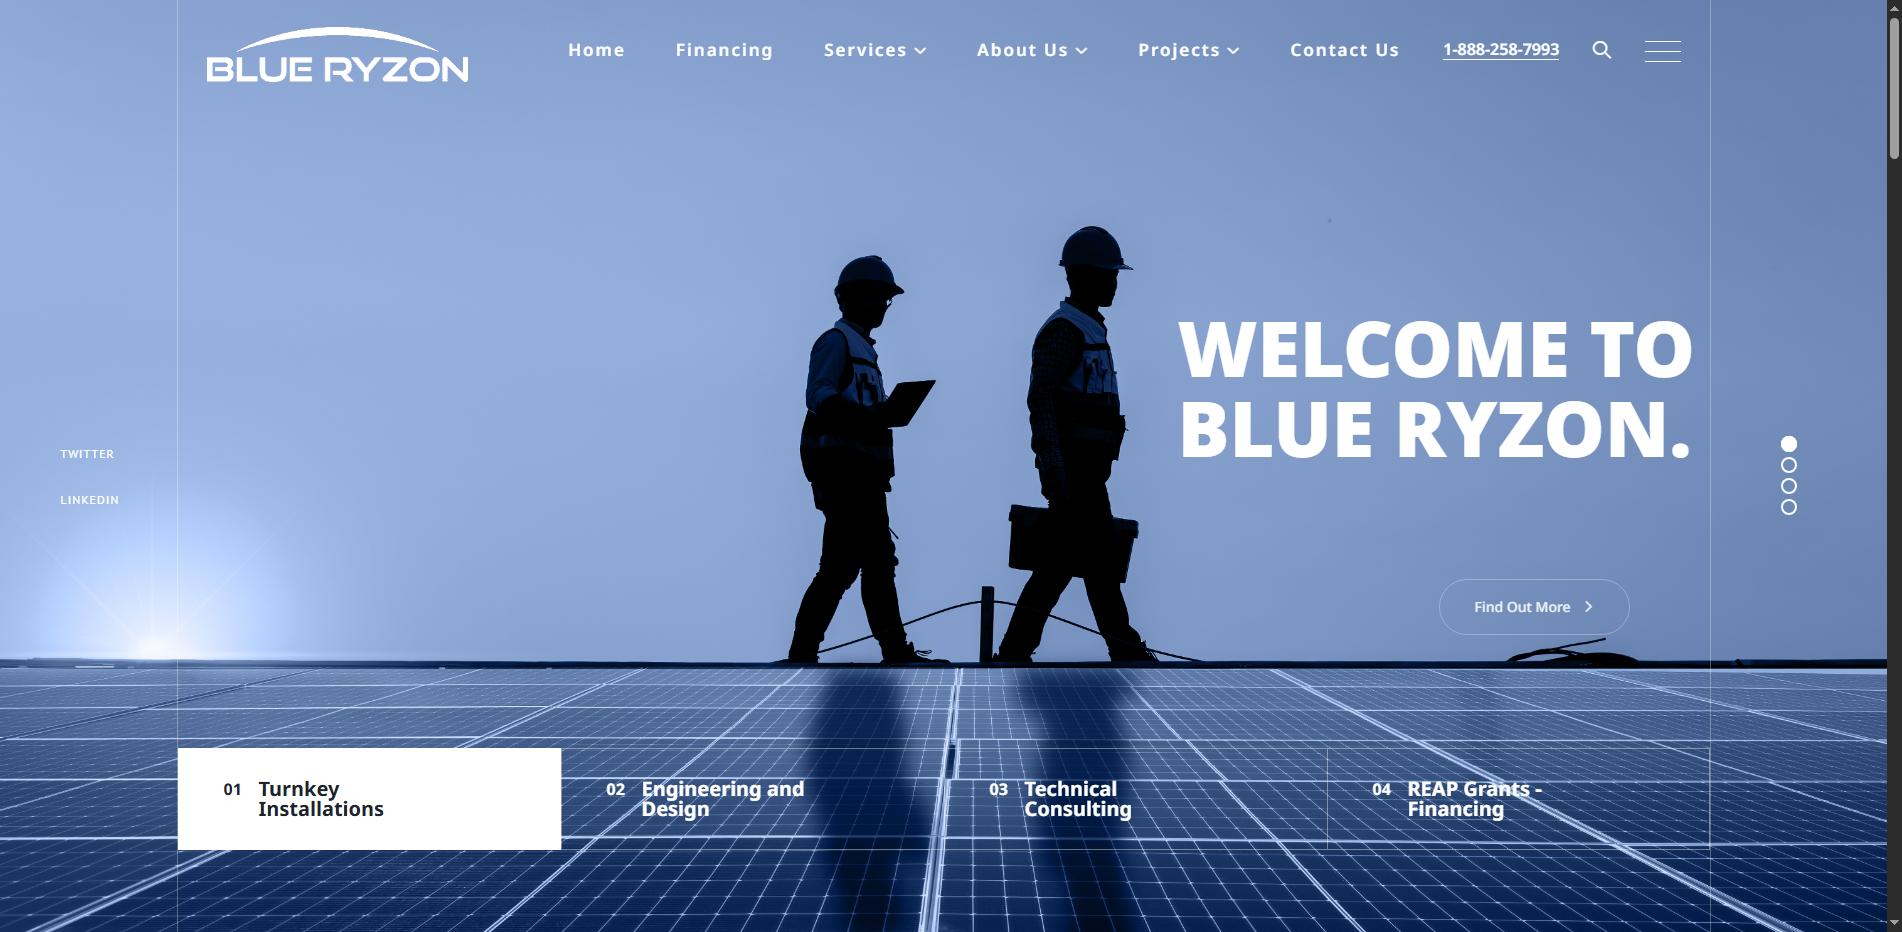 BLUE RYZON
Home
Financing
Services
About Us
Projects
Contact Us
1-888-258-7993
WELCOME TO
BLUE RYZON.
TWITTER
LINKEDIN
Find Out More
01 Turnkey
Installations
02 Engineering and
Design
03 Technical
Consulting
04 REAP Grants -
Financing